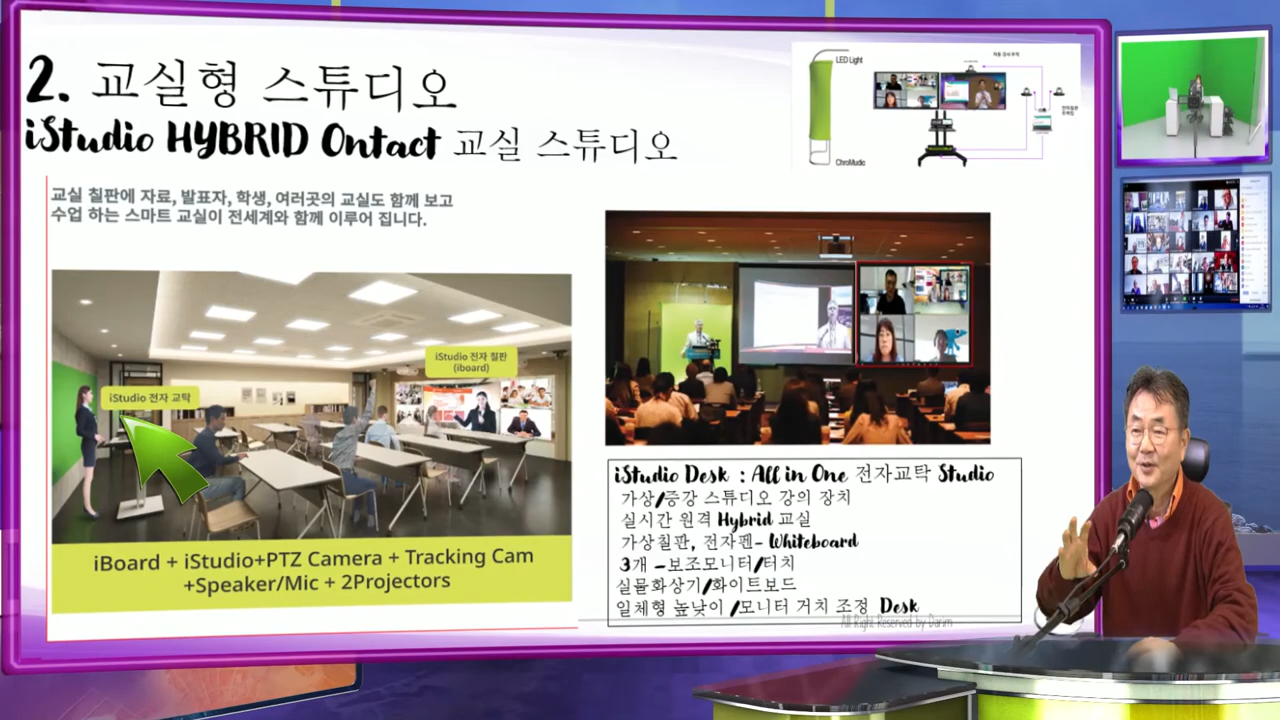 2. 교실형 스튜디오
iStudio HYBRID Ontact 교실 스튜디오
LED Light
ChroMudic
교실 칠판에 자료, 발표자, 학생, 여러곳의 교실도 함께 보고
수업 하는 스마트 교실이 전세계와 함께 이루어 집니다.
iStudio 전자 칠판
(iboard)
iStudio 전자 교탁
iBoard + iStudio+PTZ Camera + Tracking Cam
+Speaker/Mic + 2Projectors
iStudio Desk : All in One 전자교탁 Studio
가상/증강 스튜디오 강의 장치
실시간 원격 Hybrid 교실
가상칠판, 전자펜- Whiteboard
3개 -보조모니터/터치
실물화상기/화이트보드
일체형 높낮이 /모니터 거치 조정 Desk
All Right Reserved by Darim